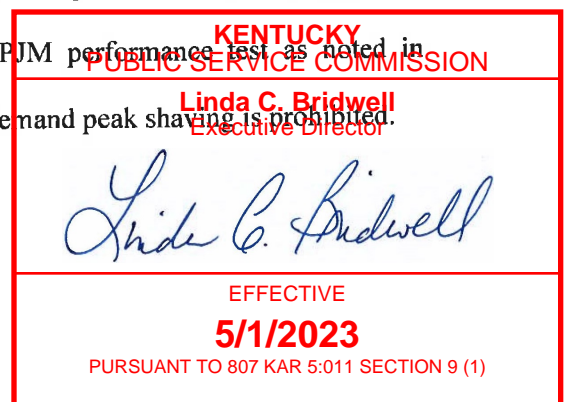 KENTUCKY
PJM performance test as noted in
PUBLIC SERVICE COMMISSION
Linda C. Bridwell
emand peak shaving is prohibited.
Executive Director
Linda C. Bridwell
EFFECTIVE
5/1/2023
PURSUANT TO 807 KAR 5:011 SECTION 9 (1)